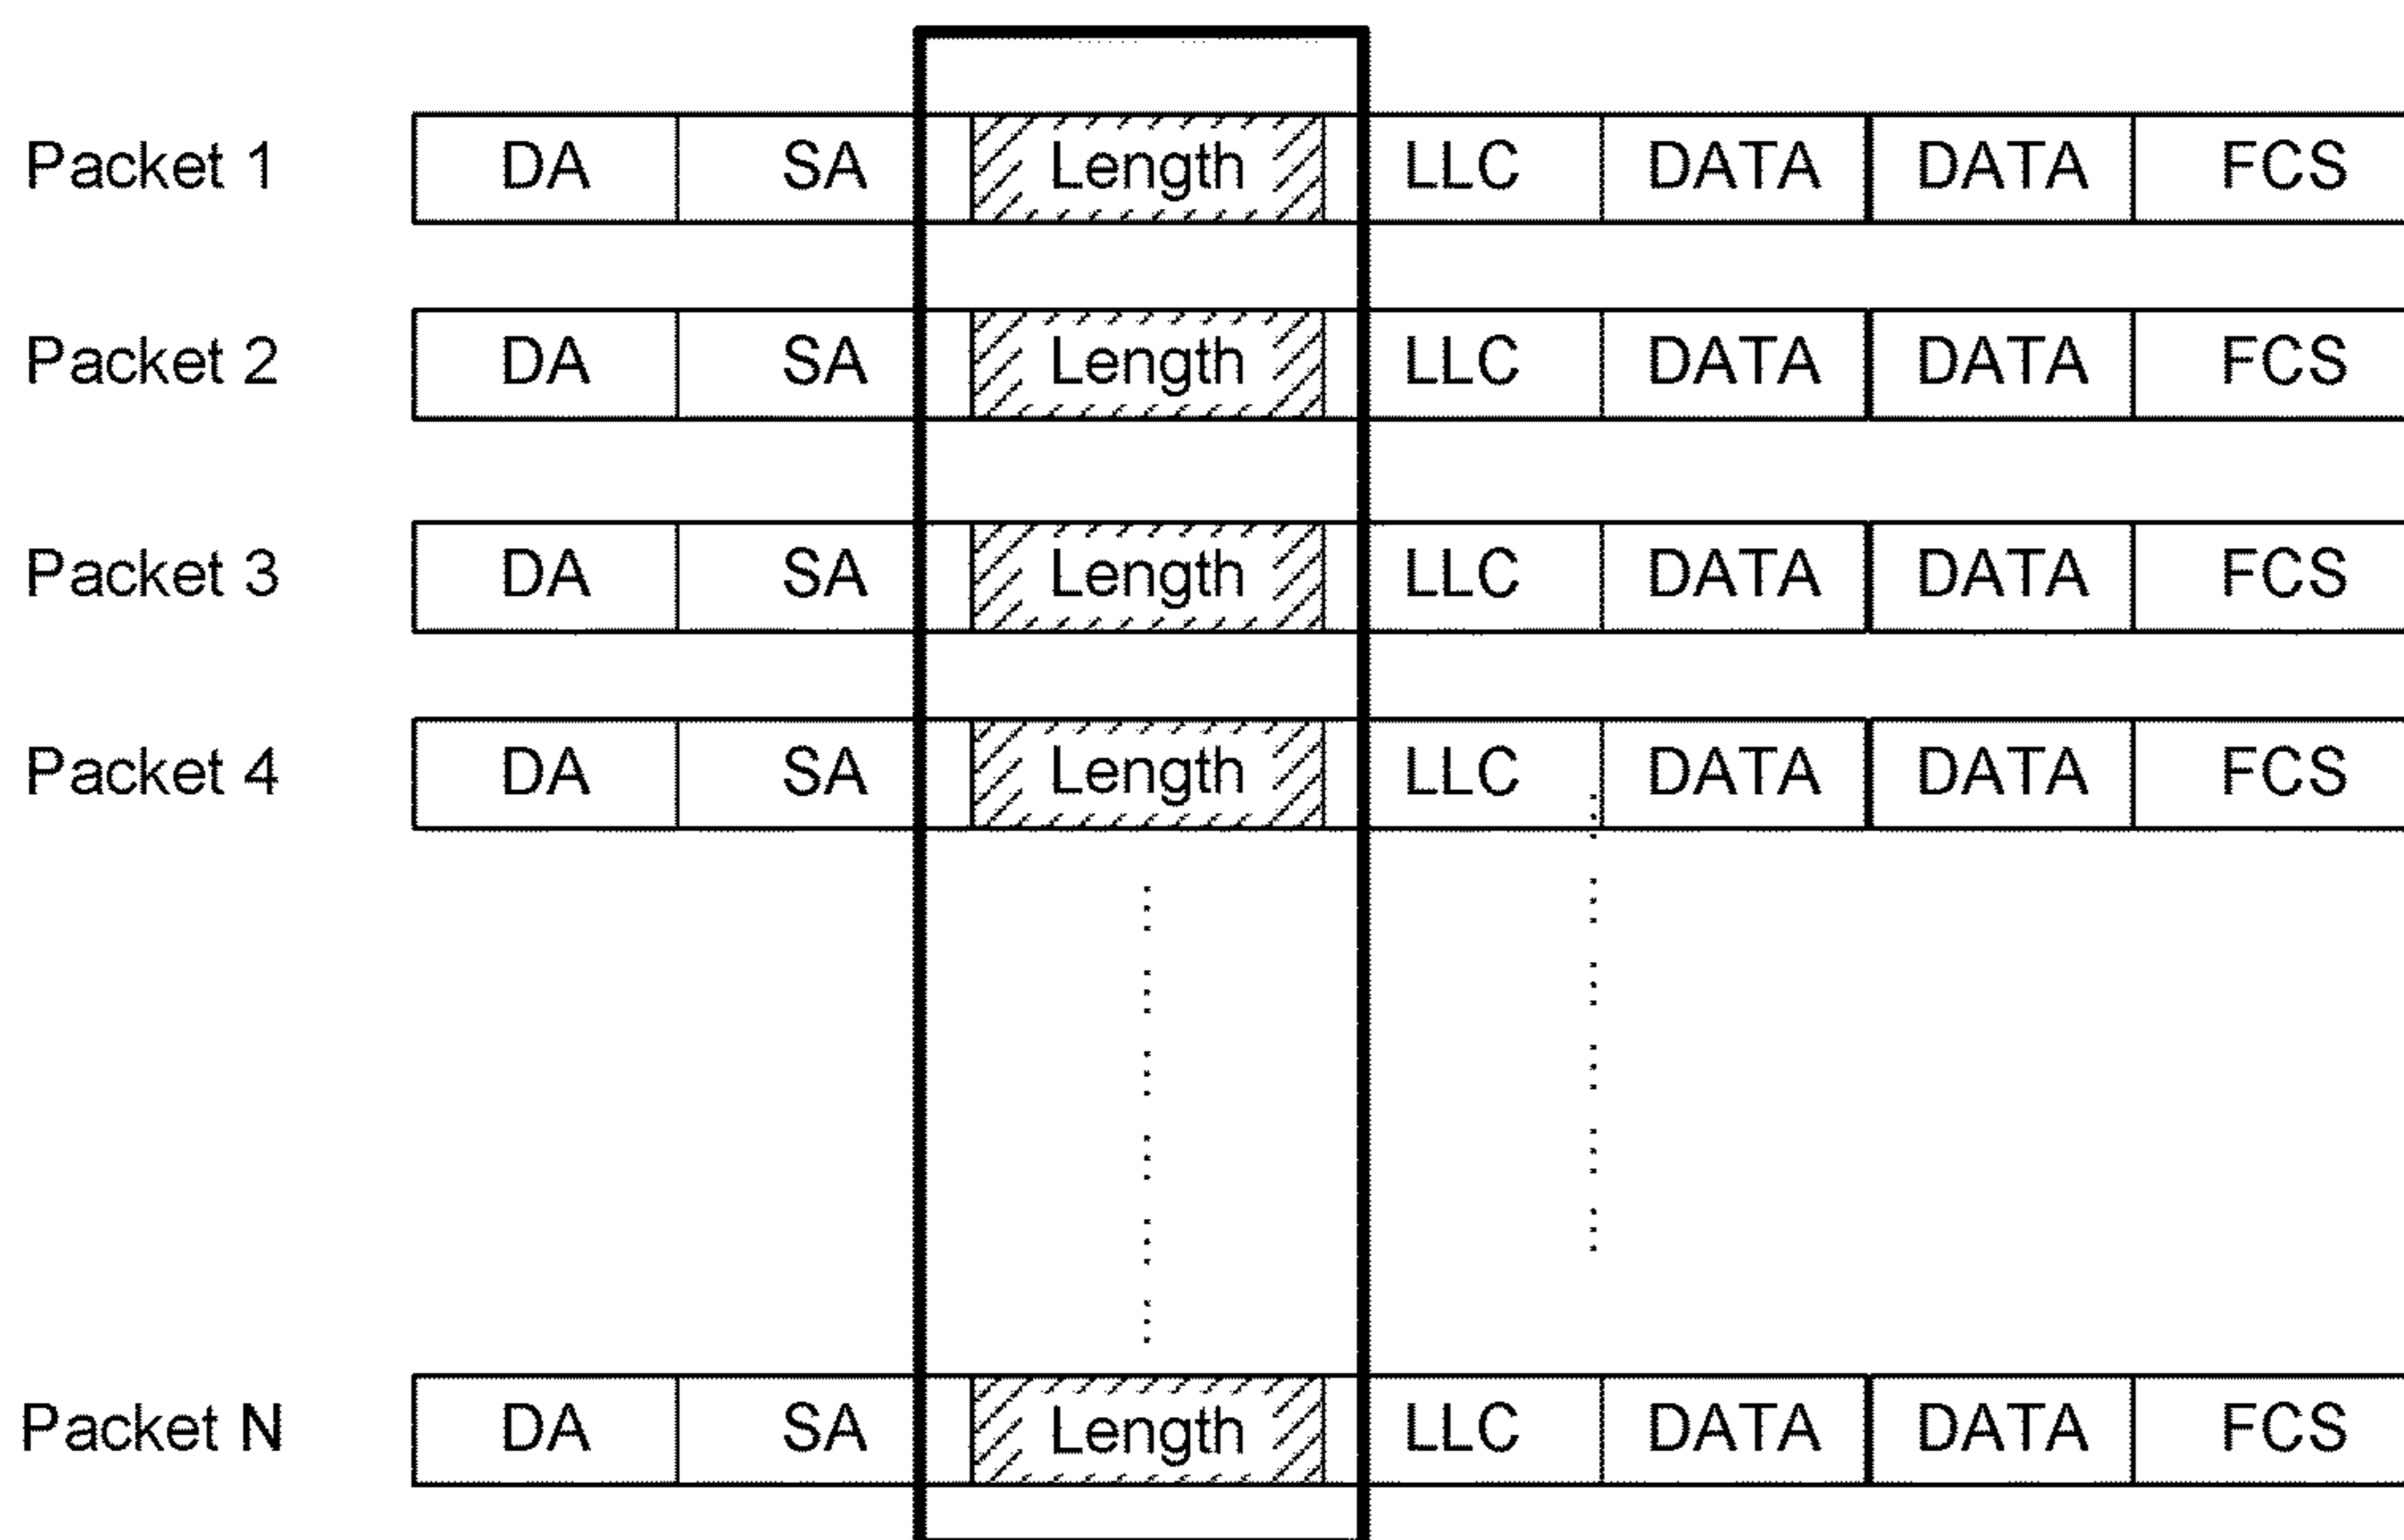 Packet 1 DA SA Length LLC DATA DATA FCS
Packet 2 DA SA Length LLC DATA DATA FCS
Packet 3 DA SA Length LLC DATA DATA FCS
Packet 4 DA SA Length LLC DATA DATA FCS
Packet N DA SA Length LLC DATA DATA FCS